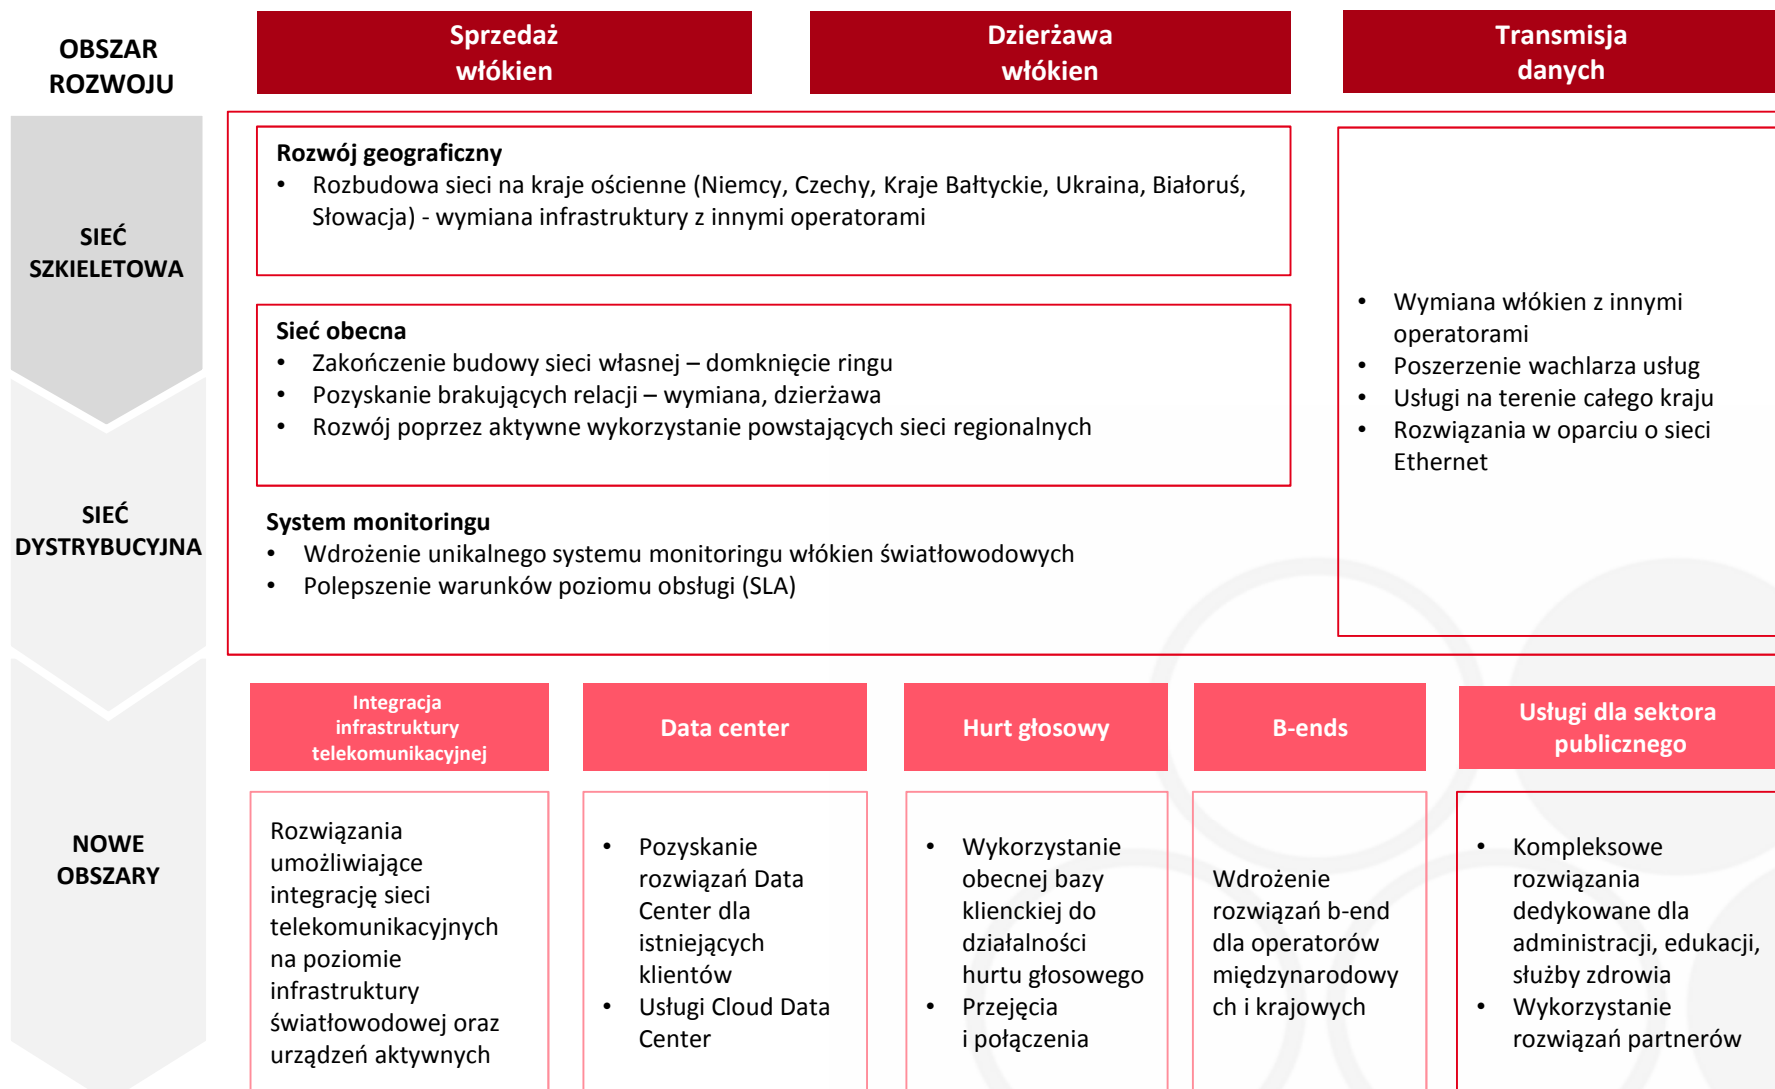 OBSZAR
ROZWOJU
Sprzedaż
włókien
Dzierżawa
włókien
Transmisja
danych
SIEĆ
SZKIELETOWA
Rozwój geograficzny
• Rozbudowa sieci na kraje ościenne (Niemcy, Czechy, Kraje Bałtyckie, Ukraina, Białoruś,
Słowacja) - wymiana infrastruktury z innymi operatorami
Sieć obecna
• Zakończenie budowy sieci własnej – domknięcie ringu
• Pozyskanie brakujących relacji – wymiana, dzierżawa
• Rozwój poprzez aktywne wykorzystanie powstających sieci regionalnych
• Wymiana włókien z innymi
operatorami
• Poszerzenie wachlarza usług
• Usługi na terenie całego kraju
• Rozwiązania w oparciu o sieci
Ethernet
SIEĆ
DYSTRYBUCYJNA
System monitoringu
• Wdrożenie unikalnego systemu monitoringu włókien światłowodowych
• Polepszenie warunków poziomu obsługi (SLA)
NOWE
OBSZARY
Integracja
infrastruktury
telekomunikacyjnej
Rozwiązania
umożliwiające
integrację sieci
telekomunikacyjnych
na poziomie
infrastruktury
światłowodowej oraz
urządzeń aktywnych
Data center
• Pozyskanie
rozwiązań Data
Center dla
istniejących
klientów
• Usługi Cloud Data
Center
Hurt głosowy
• Wykorzystanie
obecnej bazy
klienckiej do
działalności
hurtu głosowego
• Przejęcia
i połączenia
B-ends
Wdrożenie
rozwiązań b-end
dla operatorów
międzynarodowy
ch i krajowych
Usługi dla sektora
publicznego
• Kompleksowe
rozwiązania
dedykowane dla
administracji, edukacji,
służby zdrowia
• Wykorzystanie
rozwiązań partnerów